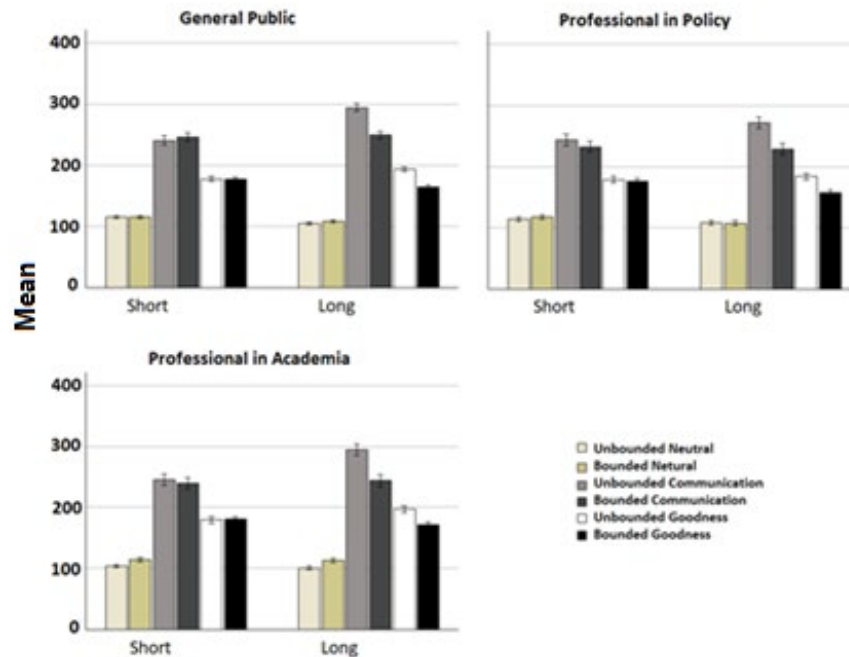 General Public
Professional in Policy
400
300
200
100
0
Short
Long
Short
Long
Mean
Professional in Academia
400
300
200
100
0
Short
Long
Unbounded Neutral
Bounded Netural
Unbounded Communication
Bounded Communication
Unbounded Goodness
Bounded Goodness